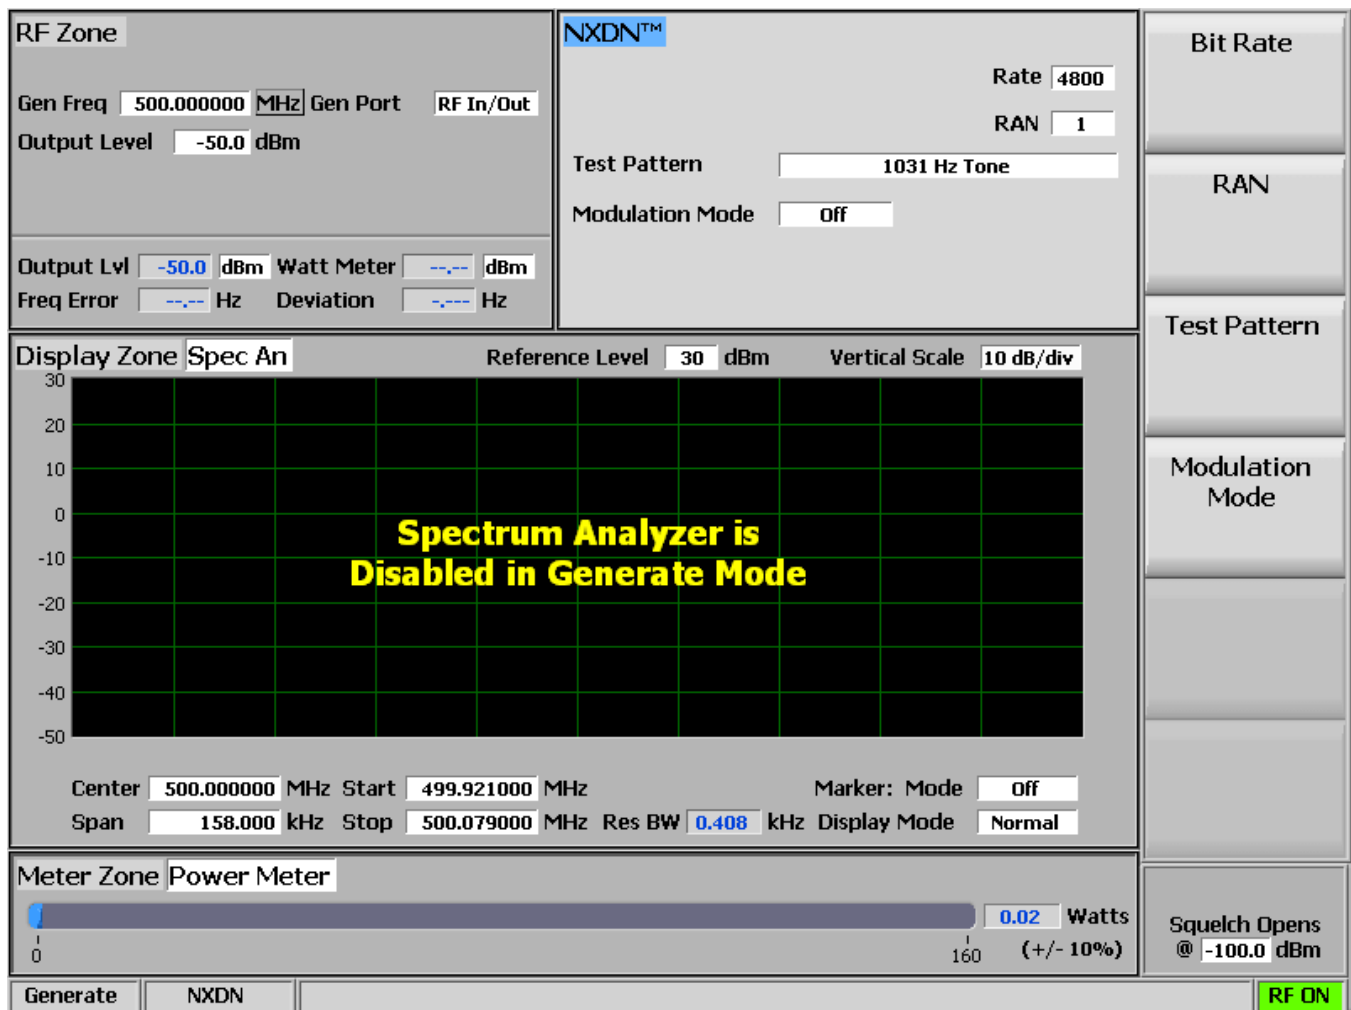 RF Zone
Gen Freq 500.000000 MHz Gen Port RF In/Out
Output Level -50.0 dBm
Output Lvl -50.0 dBm Watt Meter --.-- dBm
Freq Error --.-- Hz Deviation -.--- Hz
NXDN™
Rate 4800
RAN 1
Test Pattern 1031 Hz Tone
Modulation Mode Off
Display Zone Spec An Reference Level 30 dBm Vertical Scale 10 dB/div
30
20
10
0
-10
-20
-30
-40
-50
Spectrum Analyzer is
Disabled in Generate Mode
Center 500.000000 MHz Start 499.921000 MHz Marker: Mode Off
Span 158.000 kHz Stop 500.079000 MHz Res BW 0.408 kHz Display Mode Normal
Meter Zone Power Meter
0.02 Watts
0 160 (+/- 10%)
Bit Rate
RAN
Test Pattern
Modulation
Mode
Squelch Opens
@ -100.0 dBm
Generate NXDN RF ON